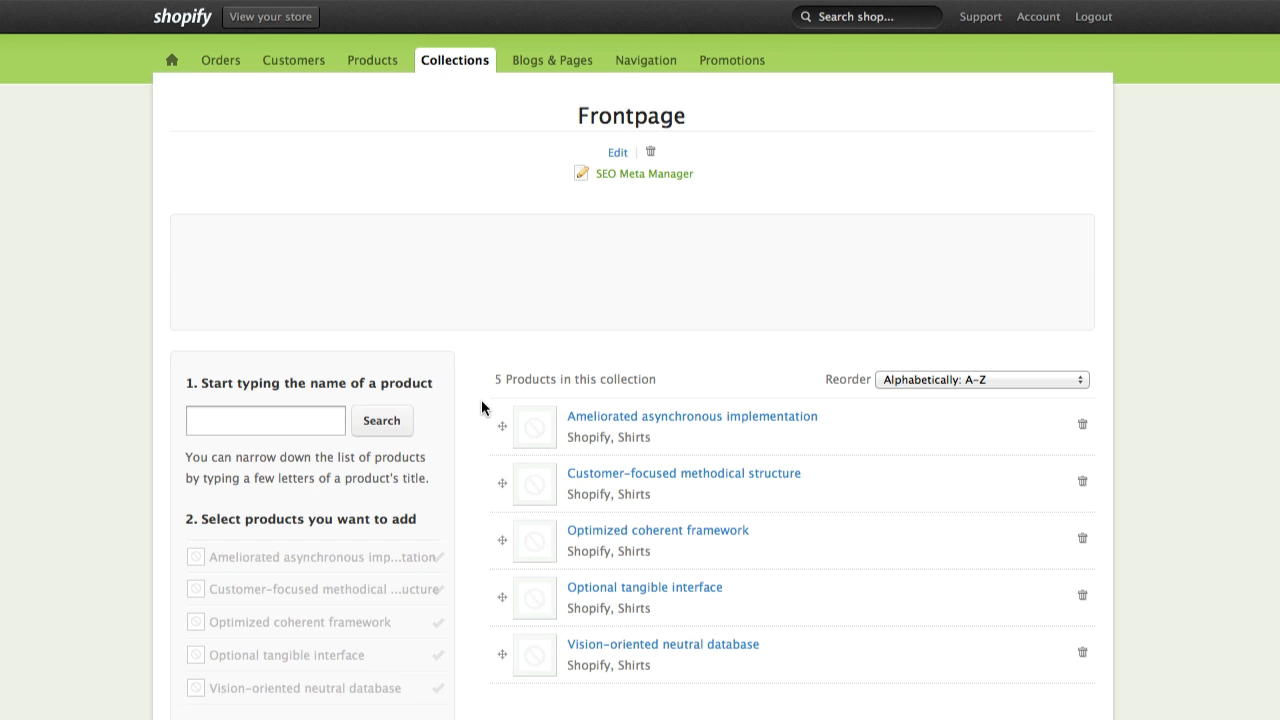 shopify View your store Search shop... Support Account Logout
Orders Customers Products Collections Blogs & Pages Navigation Promotions
Frontpage
Edit
SEO Meta Manager
1. Start typing the name of a product
Search
You can narrow down the list of products
by typing a few letters of a product's title.
2. Select products you want to add
Ameliorated asynchronous imp...tation
Customer-focused methodical ...ucture
Optimized coherent framework
Optional tangible interface
Vision-oriented neutral database
5 Products in this collection Reorder Alphabetically: A-Z
Ameliorated asynchronous implementation
Shopify, Shirts
Customer-focused methodical structure
Shopify, Shirts
Optimized coherent framework
Shopify, Shirts
Optional tangible interface
Shopify, Shirts
Vision-oriented neutral database
Shopify, Shirts